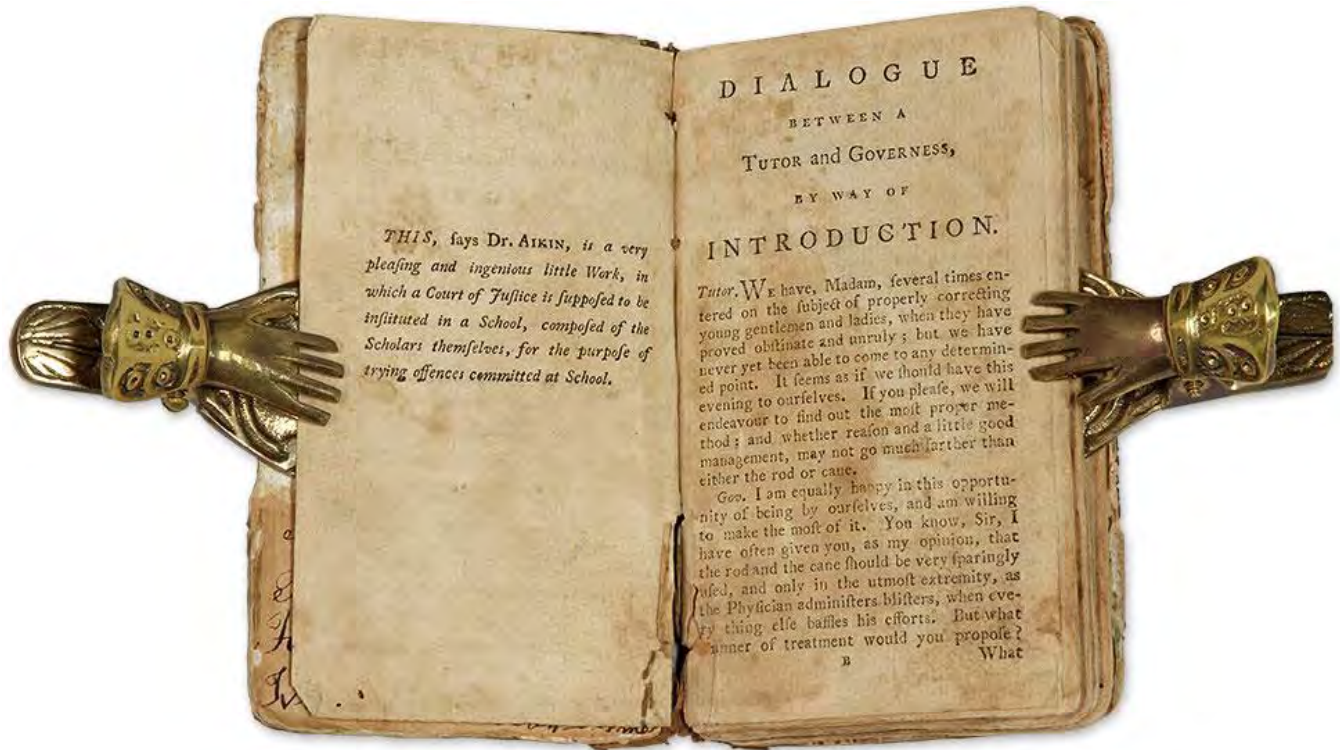 THIS, ſays Dr. AIKIN, is a very
pleaſing and ingenious little Work, in
which a Court of Juſtice is ſuppoſed to be
inſtituted in a School, compoſed of the
Scholars themſelves, for the purpoſe of
trying offences committed at School.
DIALOGUE
BETWEEN A
TUTOR and GOVERNESS,
BY WAY OF
INTRODUCTION.
Tutor. WE have, Madam, ſeveral times en-
tered on the ſubject of properly correcting
young gentlemen and ladies, when they have
proved obſtinate and unruly; but we have
never yet been able to come to any determin-
ed point. It ſeems as if we ſhould have this
evening to ourſelves. If you pleaſe, we will
endeavour to find out the moſt proper me-
thod; and whether reaſon and a little good
management, may not go much farther than
either the rod or cane.
Gov. I am equally happy in this opportu-
nity of being by ourſelves, and am willing
to make the moſt of it. You know, Sir, I
have often given you, as my opinion, that
the rod and the cane ſhould be very ſparingly
uſed, and only in the utmoſt extremity, as
the Phyſician adminiſters bliſters, when eve-
ry thing elſe baffles his efforts. But what
manner of treatment would you propoſe?
B What